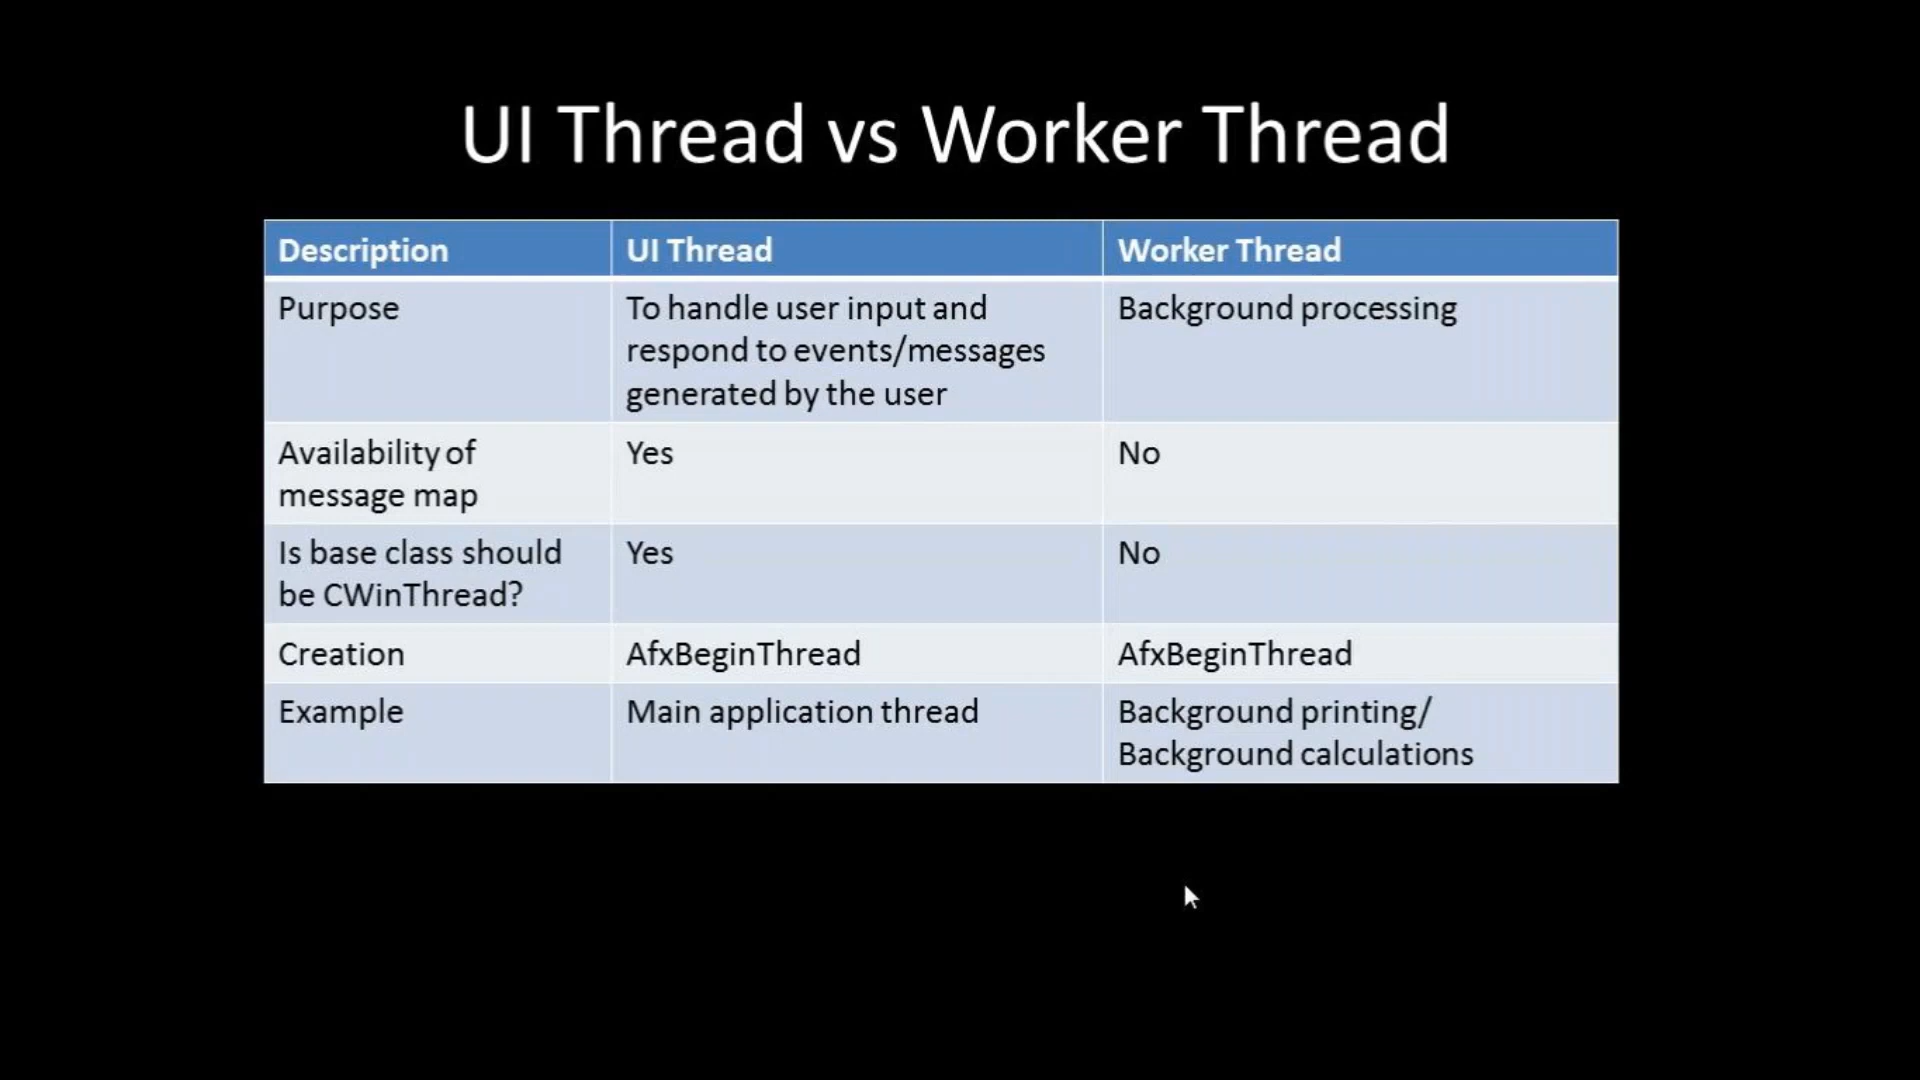 UI Thread vs Worker Thread
Description UI Thread Worker Thread
Purpose To handle user input and Background processing
respond to events/messages
generated by the user
Availability of Yes No
message map
Is base class should Yes No
be CWinThread?
Creation AfxBeginThread AfxBeginThread
Example Main application thread Background printing/
Background calculations